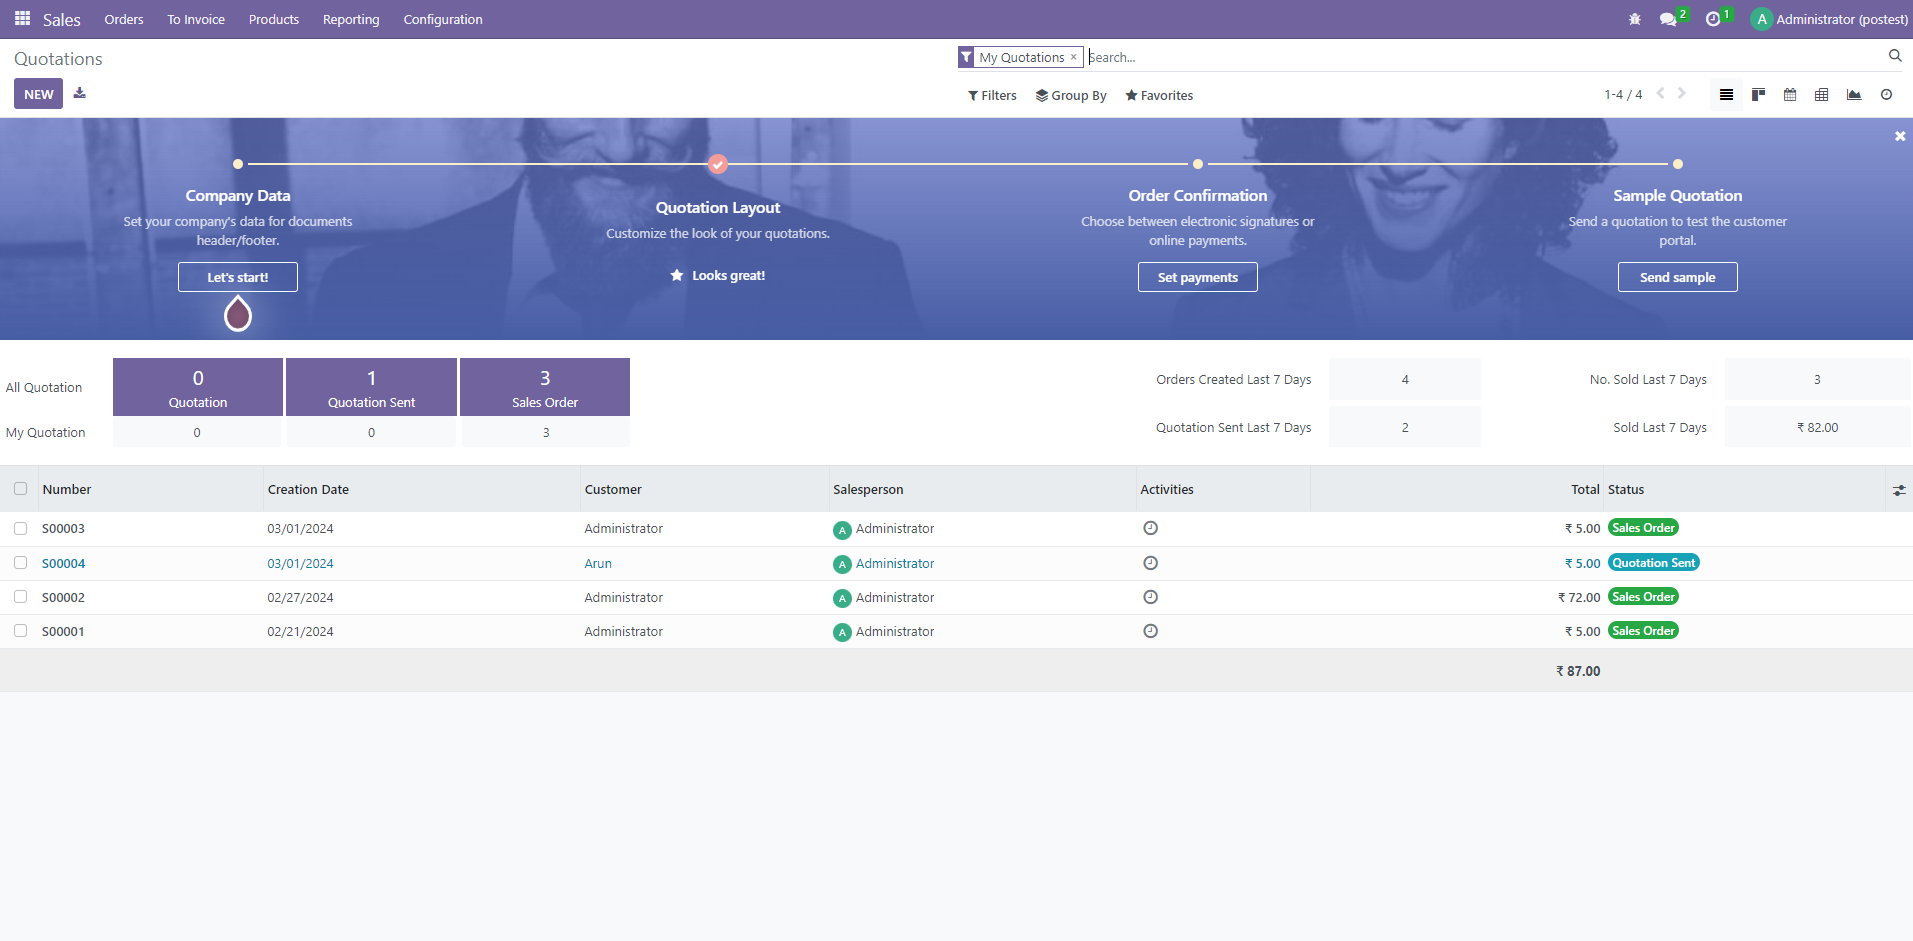 Sales Orders To Invoice Products Reporting Configuration 2 1 A Administrator (postest)
Quotations
My Quotations × Search...
NEW
Filters Group By Favorites 1-4 / 4
Company Data
Set your company's data for documents
header/footer.
Let's start!
Quotation Layout
Customize the look of your quotations.
Looks great!
Order Confirmation
Choose between electronic signatures or
online payments.
Set payments
Sample Quotation
Send a quotation to test the customer
portal.
Send sample
All Quotation
0
Quotation
1
Quotation Sent
3
Sales Order
My Quotation 0 0 3
Orders Created Last 7 Days 4
No. Sold Last 7 Days 3
Quotation Sent Last 7 Days 2
Sold Last 7 Days ₹ 82.00
Number Creation Date Customer Salesperson Activities Total Status
S00003 03/01/2024 Administrator A Administrator ₹ 5.00 Sales Order
S00004 03/01/2024 Arun A Administrator ₹ 5.00 Quotation Sent
S00002 02/27/2024 Administrator A Administrator ₹ 72.00 Sales Order
S00001 02/21/2024 Administrator A Administrator ₹ 5.00 Sales Order
₹ 87.00